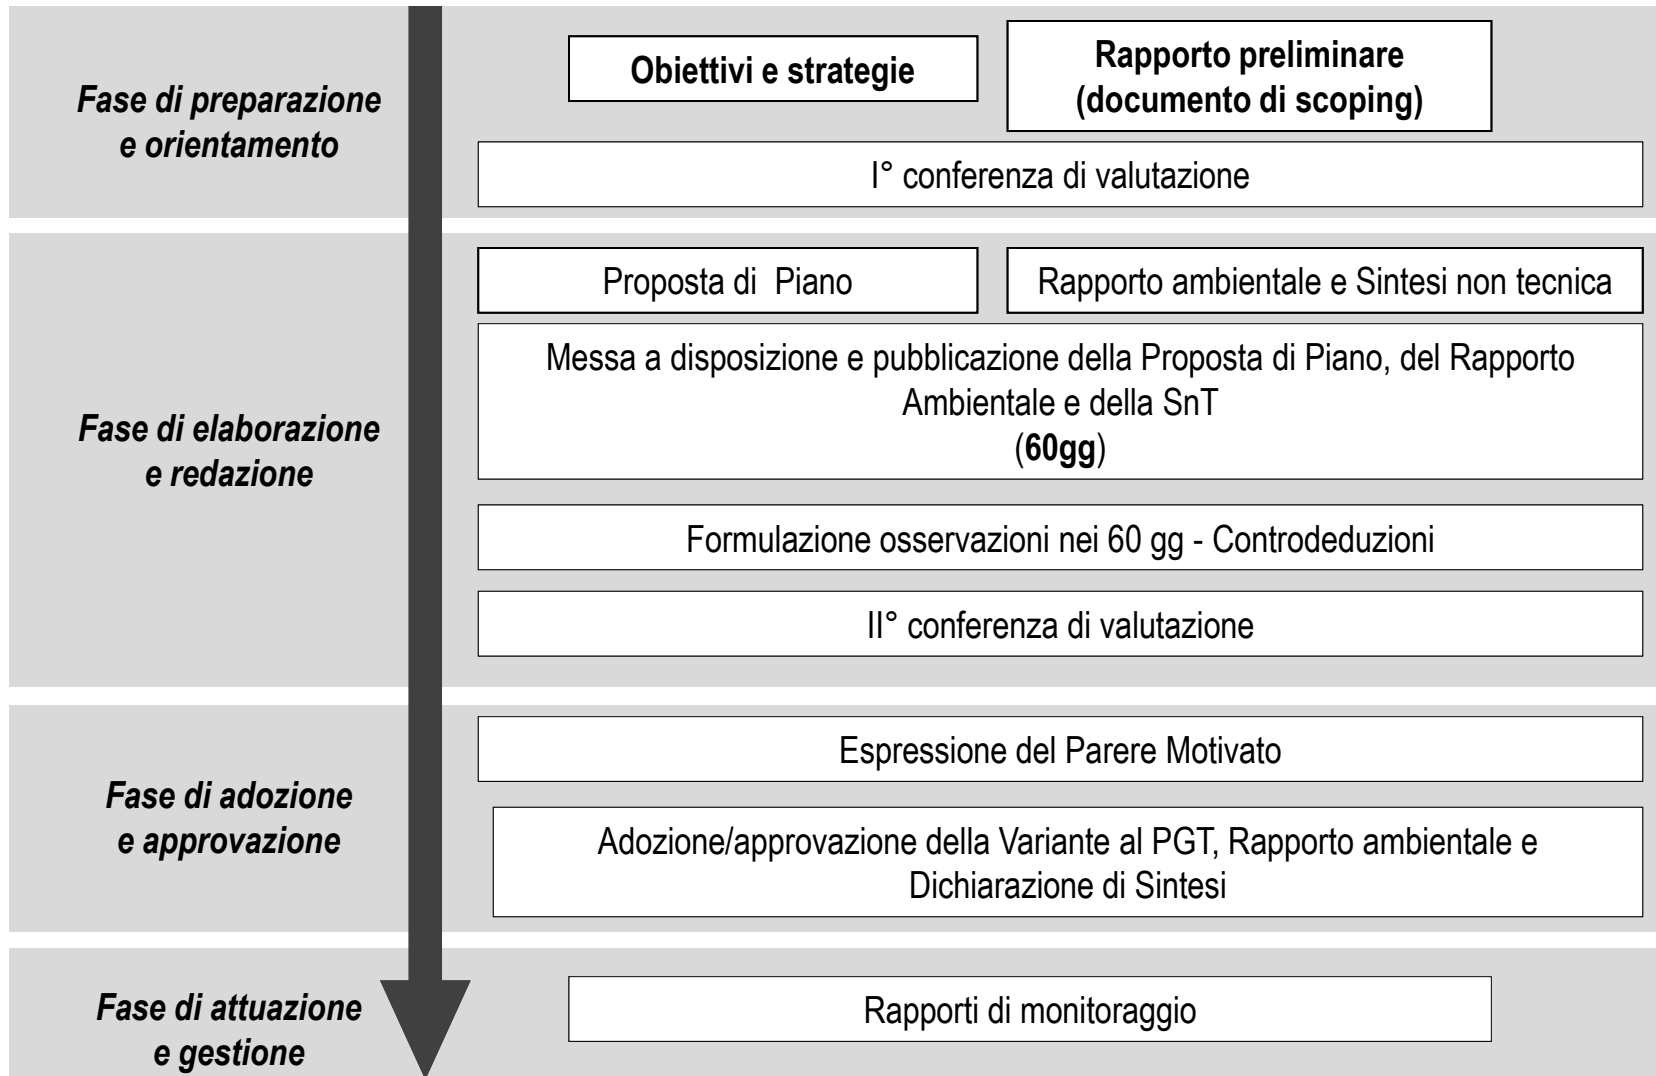 Fase di preparazione
e orientamento
Obiettivi e strategie
Rapporto preliminare
(documento di scoping)
I° conferenza di valutazione
Fase di elaborazione
e redazione
Proposta di  Piano
Rapporto ambientale e Sintesi non tecnica
Messa a disposizione e pubblicazione della Proposta di Piano, del Rapporto
Ambientale e della SnT
(60gg)
Formulazione osservazioni nei 60 gg - Controdeduzioni
II° conferenza di valutazione
Fase di adozione
e approvazione
Espressione del Parere Motivato
Adozione/approvazione della Variante al PGT, Rapporto ambientale e
Dichiarazione di Sintesi
Fase di attuazione
e gestione
Rapporti di monitoraggio